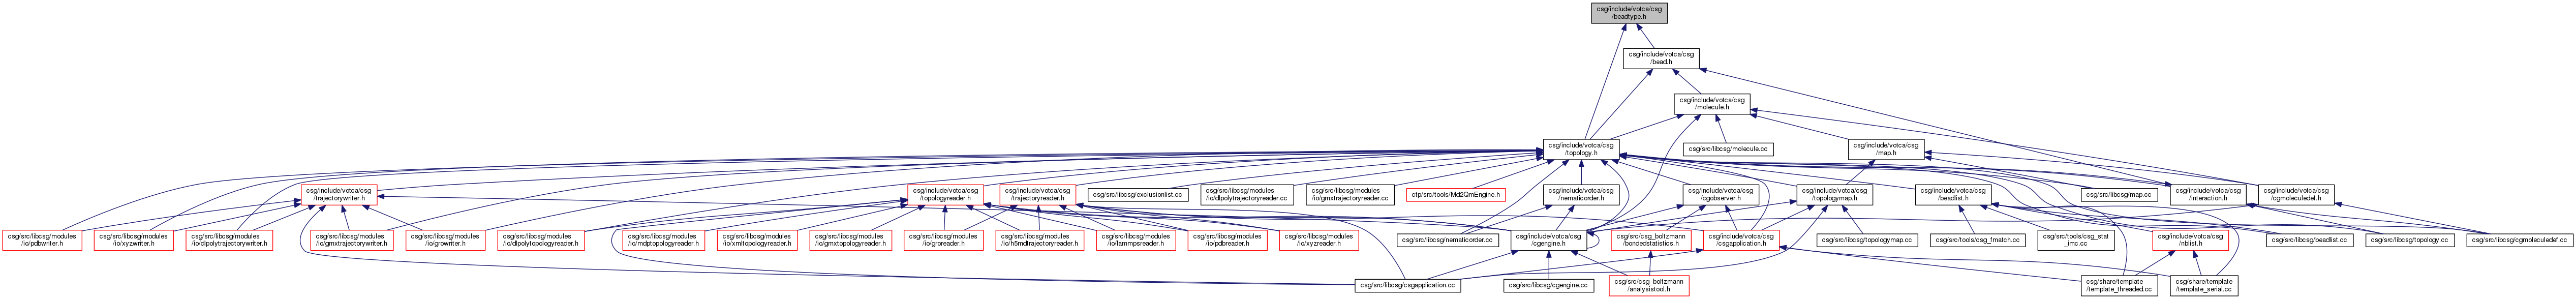 csg/include/votca/csg
/beadtype.h
csg/include/votca/csg
/bead.h
csg/include/votca/csg
/molecule.h
csg/include/votca/csg
/topology.h
csg/src/libcsg/molecule.cc
csg/include/votca/csg
/map.h
csg/include/votca/csg
/trajectorywriter.h
csg/include/votca/csg
/topologyreader.h
csg/include/votca/csg
/trajectoryreader.h
csg/src/libcsg/exclusionlist.cc
csg/src/libcsg/modules
/io/dlpolytrajectoryreader.cc
csg/src/libcsg/modules
/io/gmxtrajectoryreader.cc
ctp/src/tools/Md2QmEngine.h
csg/include/votca/csg
/nematicorder.h
csg/include/votca/csg
/cgobserver.h
csg/include/votca/csg
/topologymap.h
csg/include/votca/csg
/beadlist.h
csg/src/libcsg/map.cc
csg/include/votca/csg
/interaction.h
csg/include/votca/csg
/cgmoleculedef.h
csg/src/libcsg/modules
/io/pdbwriter.h
csg/src/libcsg/modules
/io/xyzwriter.h
csg/src/libcsg/modules
/io/dlpolytrajectorywriter.h
csg/src/libcsg/modules
/io/gmxtrajectorywriter.h
csg/src/libcsg/modules
/io/growriter.h
csg/src/libcsg/modules
/io/dlpolytopologyreader.h
csg/src/libcsg/modules
/io/mdptopologyreader.h
csg/src/libcsg/modules
/io/xmltopologyreader.h
csg/src/libcsg/modules
/io/gmxtopologyreader.h
csg/src/libcsg/modules
/io/groreader.h
csg/src/libcsg/modules
/io/h5mdtrajectoryreader.h
csg/src/libcsg/modules
/io/lammpsreader.h
csg/src/libcsg/modules
/io/pdbreader.h
csg/src/libcsg/modules
/io/xyzreader.h
csg/src/libcsg/nematicorder.cc
csg/include/votca/csg
/cgengine.h
csg/src/csg_boltzmann
/bondedstatistics.h
csg/include/votca/csg
/csgapplication.h
csg/src/libcsg/topologymap.cc
csg/src/tools/csg_fmatch.cc
csg/src/tools/csg_stat
_imc.cc
csg/include/votca/csg
/nblist.h
csg/src/libcsg/beadlist.cc
csg/src/libcsg/topology.cc
csg/src/libcsg/cgmoleculedef.cc
csg/src/libcsg/csgapplication.cc
csg/src/libcsg/cgengine.cc
csg/src/csg_boltzmann
/analysistool.h
csg/share/template
/template_threaded.cc
csg/share/template
/template_serial.cc